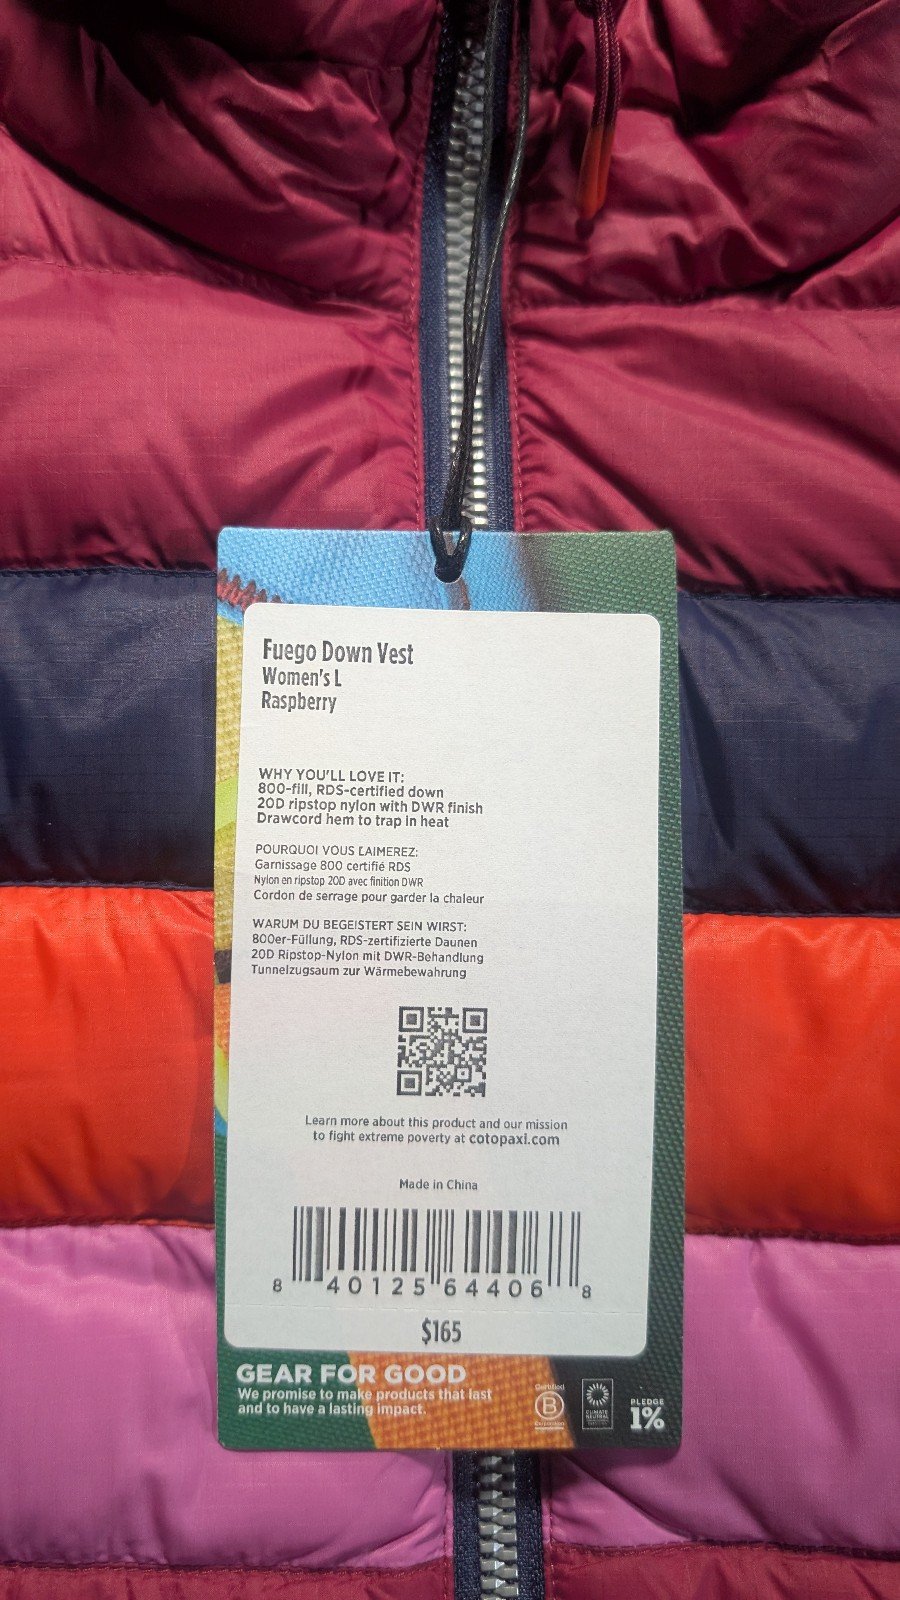 Fuego Down Vest
Women's L
Raspberry
WHY YOU'LL LOVE IT:
800-fill, RDS-certified down
20D ripstop nylon with DWR finish
Drawcord hem to trap in heat
POURQUOI VOUS L'AIMEREZ:
Garnissage 800 certifié RDS
Nylon en ripstop 20D avec finition DWR
Cordon de serrage pour garder la chaleur
WARUM DU BEGEISTERT SEIN WIRST:
800er-Füllung, RDS-zertifizierte Daunen
20D Ripstop-Nylon mit DWR-Behandlung
Tunnelzugsaum zur Wärmebewahrung
Learn more about this product and our mission
to fight extreme poverty at cotopaxi.com
Made in China
8 40125 64406 8
$165
GEAR FOR GOOD
We promise to make products that last
and to have a lasting impact.
Certified
B
Corporation
CLIMATE
NEUTRAL
PLEDGE
1%